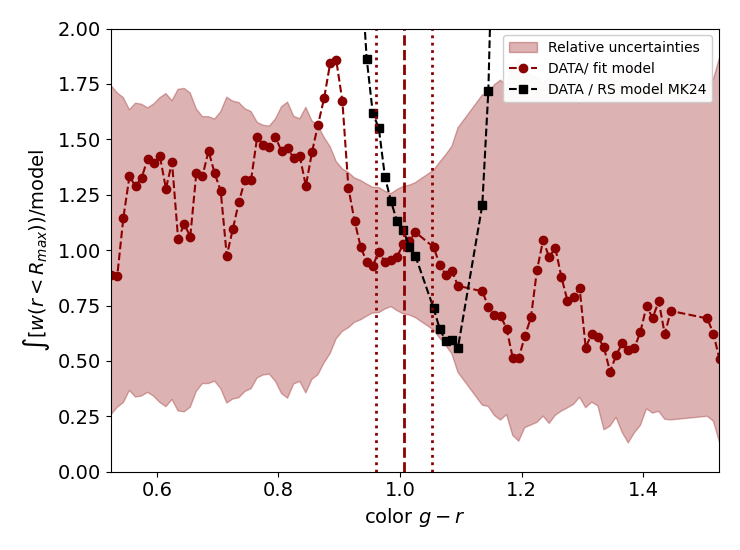 2.00
1.75
1.50
1.25
1.00
0.75
0.50
0.25
0.00
∫[w(r < R_{max}))/model
Relative uncertainties
DATA/ fit model
DATA / RS model MK24
0.6 0.8 1.0 1.2 1.4
color g − r